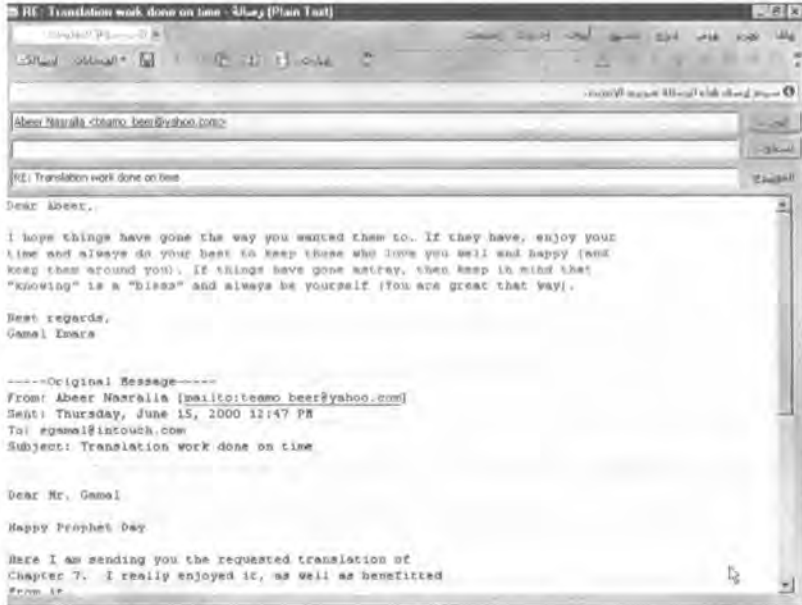 RE: Translation work done on time - رسالة (Plain Text)
Abeer Nasralla <teamo_beer@yahoo.com>
RE: Translation work done on time
Dear Abeer,
I hope things have gone the way you wanted them to. If they have, enjoy your
time and always do your best to keep those who love you well and happy (and
keep them around you). If things have gone astray, then keep in mind that
"knowing" is a "bless" and always be yourself (You are great that way).
Best regards,
Gamal Emara
-----Original Message-----
From: Abeer Nasralla [mailto:teamo_beer@yahoo.com]
Sent: Thursday, June 15, 2000 12:47 PM
To: egamal@intouch.com
Subject: Translation work done on time
Dear Mr. Gamal
Happy Prophet Day
Here I am sending you the requested translation of
Chapter 7. I really enjoyed it, as well as benefitted
from it